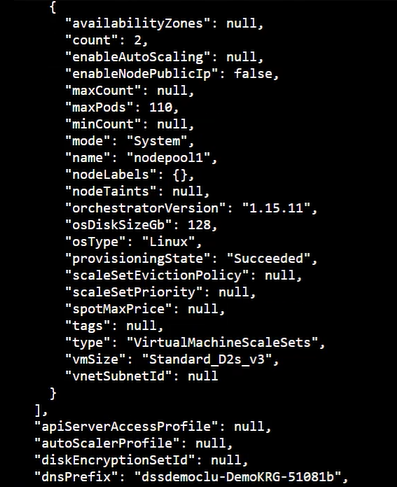 {
"availabilityZones": null,
"count": 2,
"enableAutoScaling": null,
"enableNodePublicIp": false,
"maxCount": null,
"maxPods": 110,
"minCount": null,
"mode": "System",
"name": "nodepool1",
"nodeLabels": {},
"nodeTaints": null,
"orchestratorVersion": "1.15.11",
"osDiskSizeGb": 128,
"osType": "Linux",
"provisioningState": "Succeeded",
"scaleSetEvictionPolicy": null,
"scaleSetPriority": null,
"spotMaxPrice": null,
"tags": null,
"type": "VirtualMachineScaleSets",
"vmSize": "Standard_D2s_v3",
"vnetSubnetId": null
}
],
"apiServerAccessProfile": null,
"autoScalerProfile": null,
"diskEncryptionSetId": null,
"dnsPrefix": "dssdemoclu-DemoKRG-51081b",